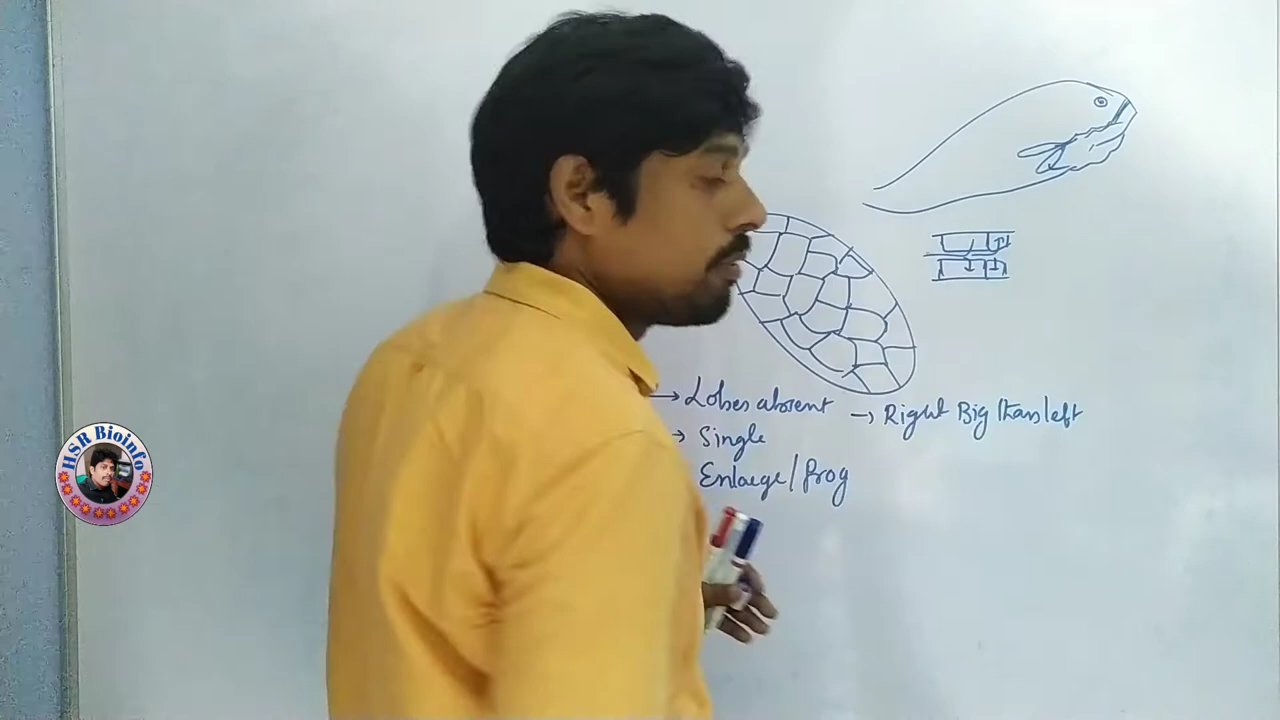 → Lobes absent → Right Big than left
→ Single
Enlarge/Prog
HSR Bioinfo